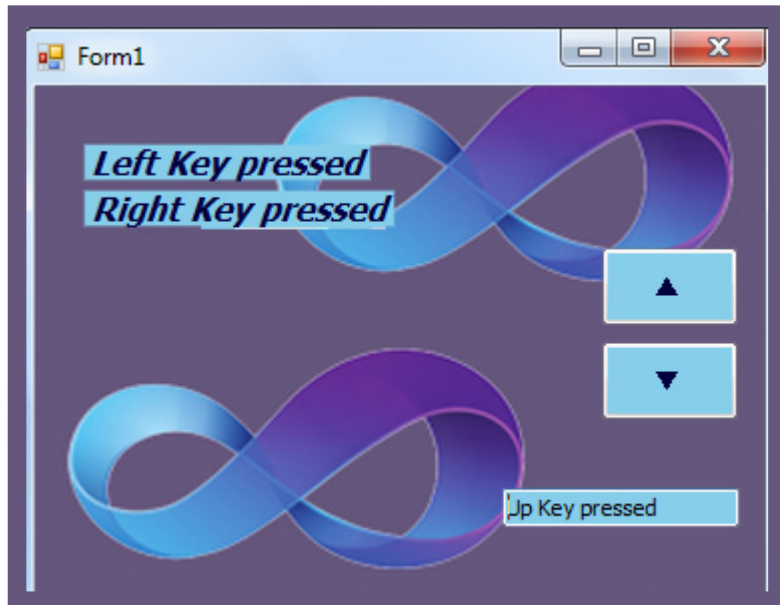 Form1
Left Key pressed
Right Key pressed
▲
▼
Up Key pressed